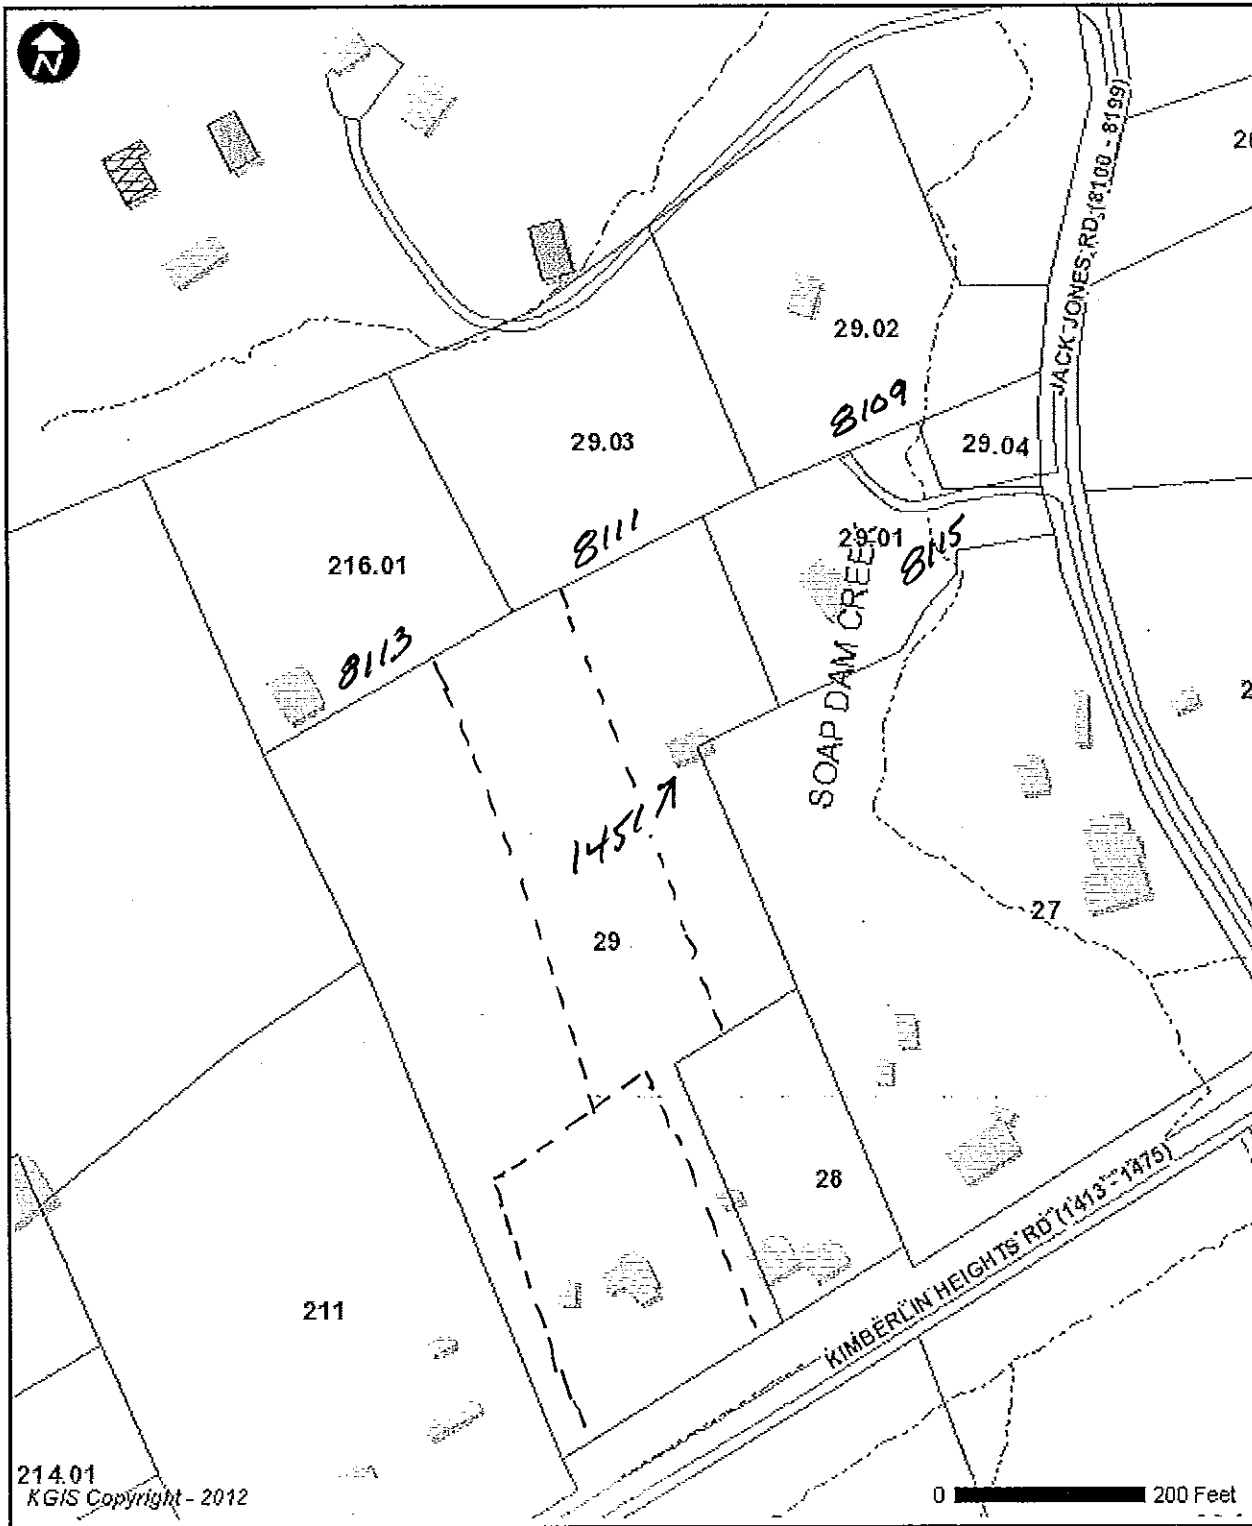 N
JACK JONES RD (8100 - 8199)
29.02
8109
29.03
29.04
8111
29.01
8115
216.01
8113
SOAP DAM CREEK
1451
27
29
28
KIMBERLIN HEIGHTS RD (1413 - 1475)
211
214.01
KGIS Copyright - 2012
0 200 Feet